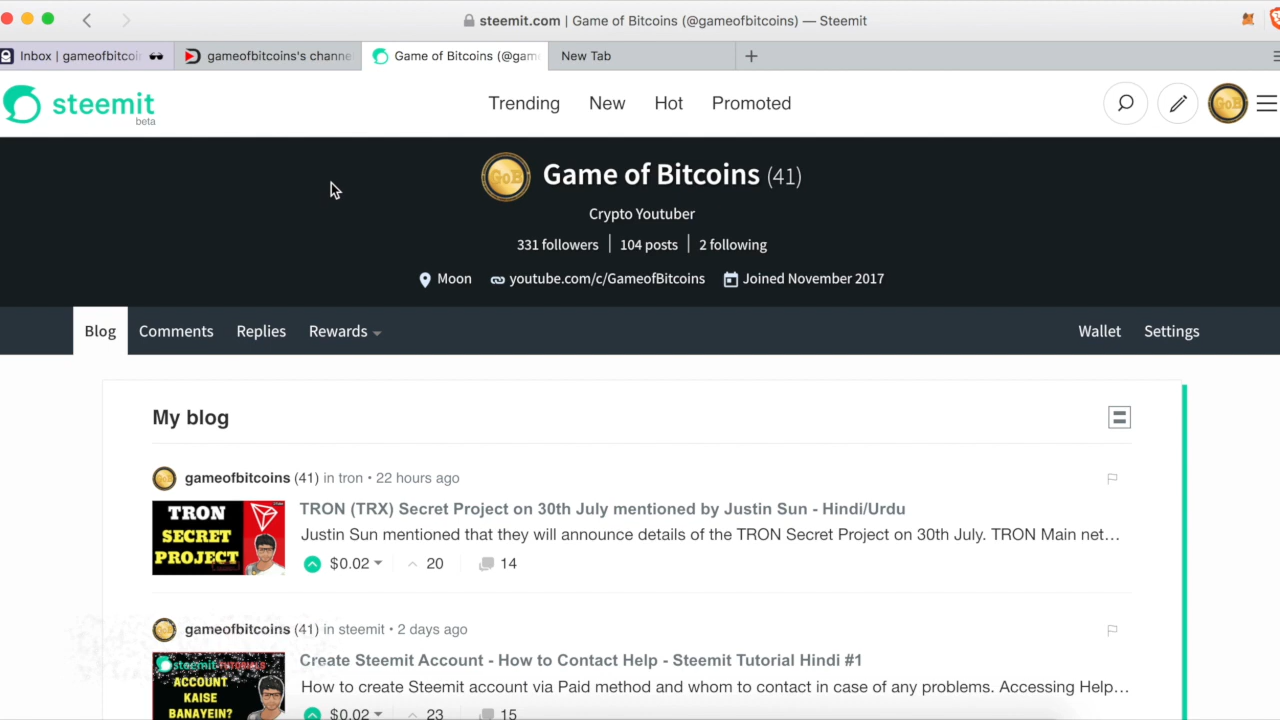 steemit.com | Game of Bitcoins (@gameofbitcoins) — Steemit
Inbox | gameofbitcoi
gameofbitcoins's channe
Game of Bitcoins (@gam
New Tab
steemit
beta
Trending
New
Hot
Promoted
GoB
GoB
Game of Bitcoins (41)
Crypto Youtuber
331 followers
104 posts
2 following
Moon
youtube.com/c/GameofBitcoins
Joined November 2017
Blog
Comments
Replies
Rewards
Wallet
Settings
My blog
gameofbitcoins (41) in tron • 22 hours ago
TRON
SECRET
PROJECT
TRON (TRX) Secret Project on 30th July mentioned by Justin Sun - Hindi/Urdu
Justin Sun mentioned that they will announce details of the TRON Secret Project on 30th July. TRON Main net…
$0.02
20
14
gameofbitcoins (41) in steemit • 2 days ago
steemit TUTORIALS
ACCOUNT
KAISE
BANAYEIN?
Create Steemit Account - How to Contact Help - Steemit Tutorial Hindi #1
How to create Steemit account via Paid method and whom to contact in case of any problems. Accessing Help…
$0.02
23
15